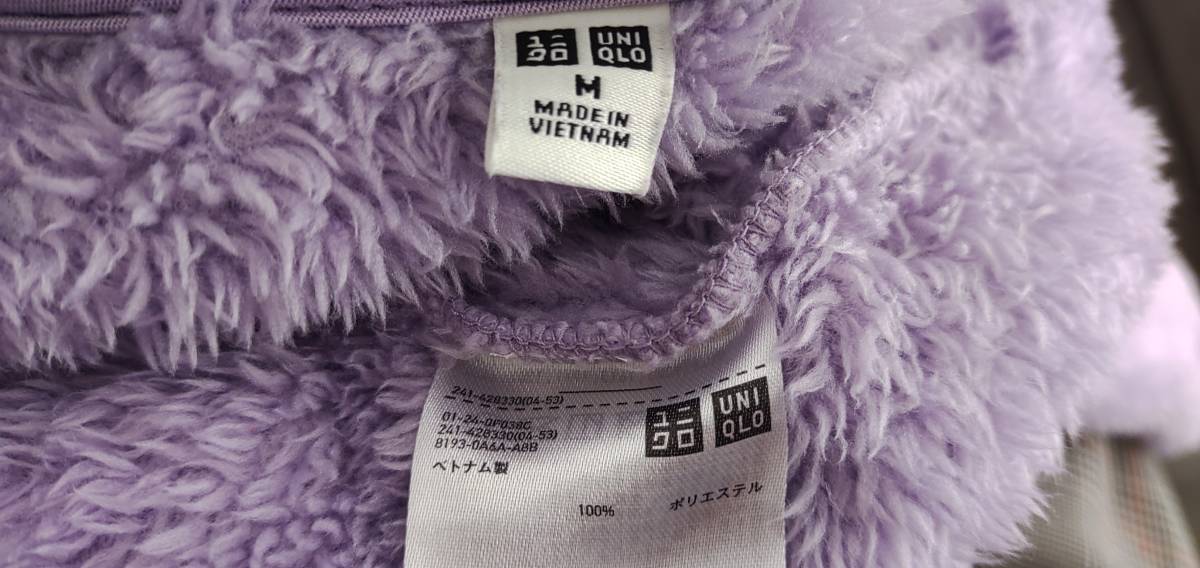 ユニ UNI
クロ QLO
M
MADE IN
VIETNAM
241-428330(04-53)
01-24-0F038C
241-428330(04-53)
8193-0A6A-A8B
ベトナム製
ユニ UNI
クロ QLO
100% ポリエステル